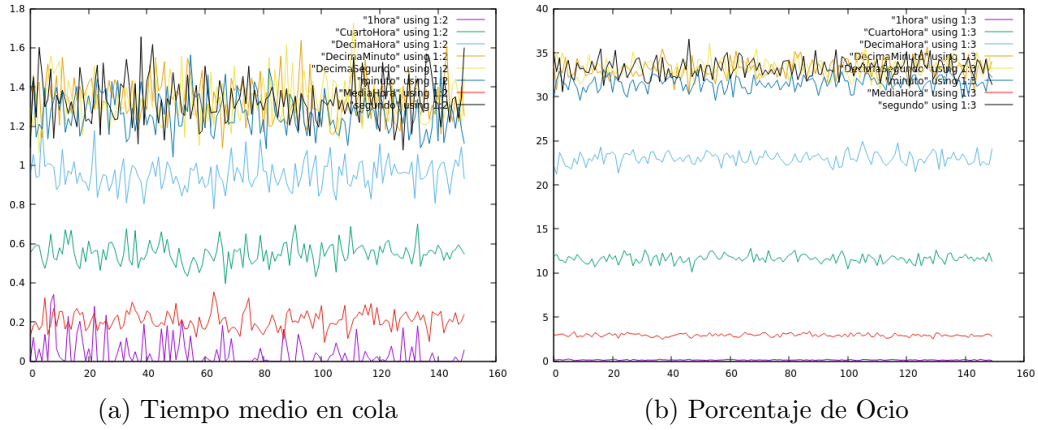 1.8
1.6
1.4
1.2
1
0.8
0.6
0.4
0.2
0
0 20 40 60 80 100 120 140 160
"1hora" using 1:2
"CuartoHora" using 1:2
"DecimaHora" using 1:2
"DecimaMinuto" using 1:2
"DecimaSegundo" using 1:2
"minuto" using 1:2
"MediaHora" using 1:2
"segundo" using 1:2
(a) Tiempo medio en cola
40
35
30
25
20
15
10
5
0
0 20 40 60 80 100 120 140 160
"1hora" using 1:3
"CuartoHora" using 1:3
"DecimaHora" using 1:3
"DecimaMinuto" using 1:3
"DecimaSegundo" using 1:3
"minuto" using 1:3
"MediaHora" using 1:3
"segundo" using 1:3
(b) Porcentaje de Ocio